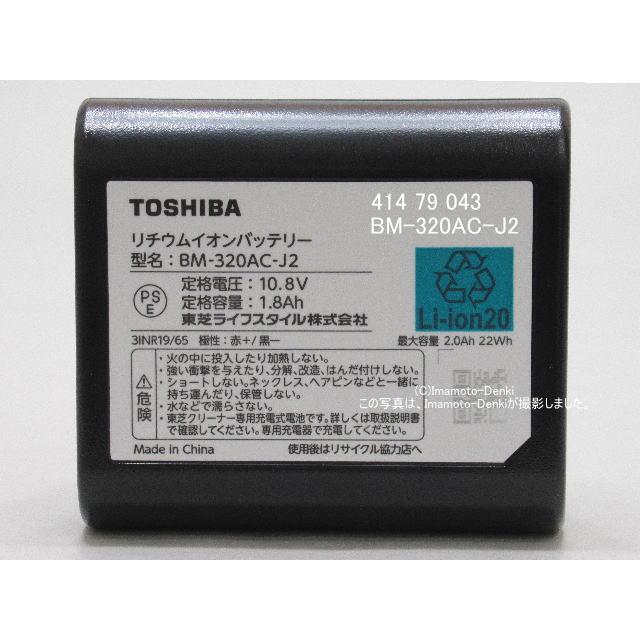 414 79 043
TOSHIBA
BM-320AC-J2
リチウムイオンバッテリー
型名：BM-320AC-J2
PS
E
定格電圧：10.8V
定格容量：1.8Ah
東芝ライフスタイル株式会社
Li-ion20
3INR19/65 極性：赤+/黒−
最大容量 2.0Ah 22Wh
危険
・火の中に投入したり加熱しない。
・強い衝撃を与えたり、分解、改造、はんだ付けしない。
・ショートしない。ネックレス、ヘアピンなどと一緒に
持ち運んだり、保管しない。
・水などで濡らさない。
・東芝クリーナー専用充電式電池です。詳しくは取扱説明書
で確認してください。専用充電器で充電してください。
(C)Imamoto-Denki
この写真は、Imamoto-Denkiが撮影しました。
Made in China
使用後はリサイクル協力店へ